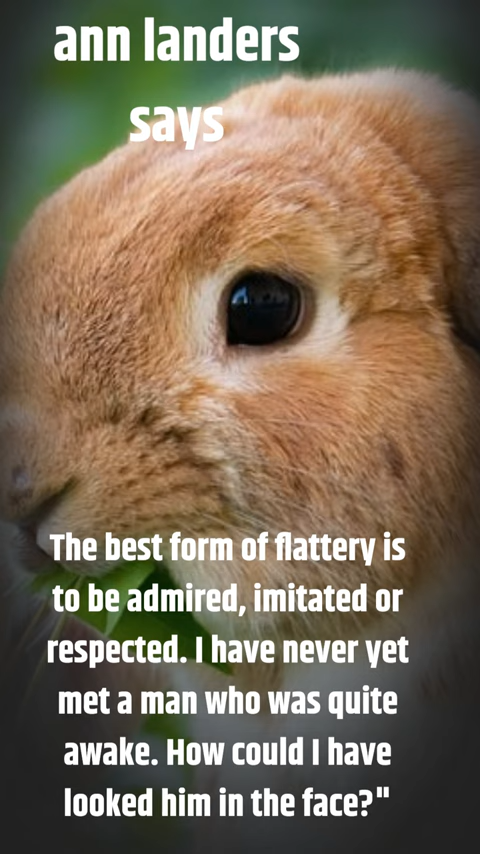 ann landers
says
The best form of flattery is
to be admired, imitated or
respected. I have never yet
met a man who was quite
awake. How could I have
looked him in the face?"